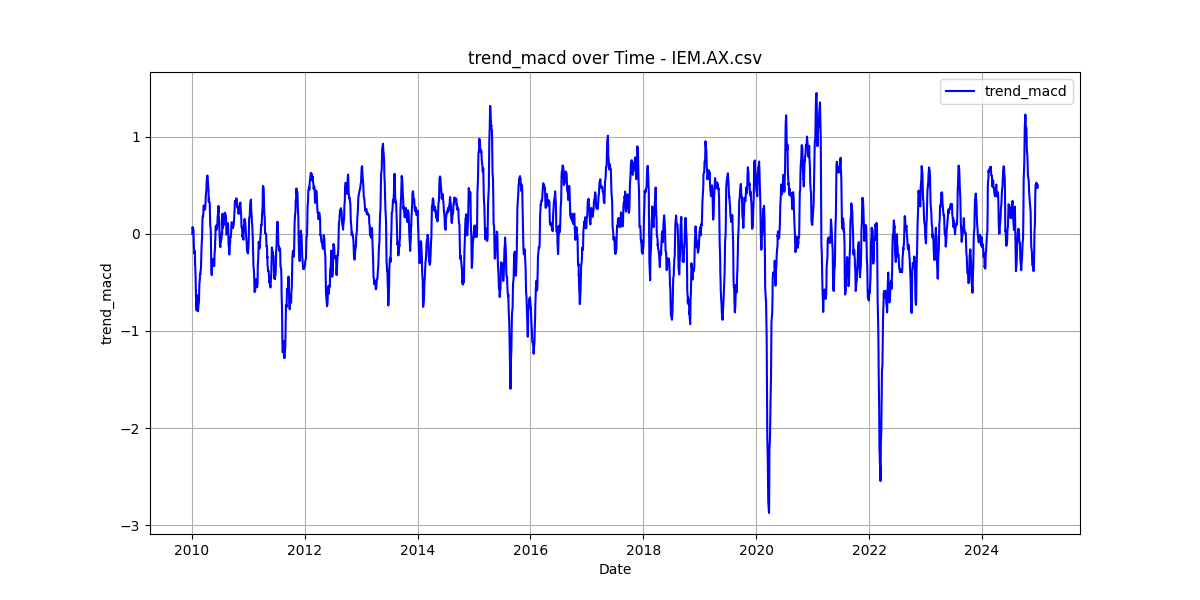 trend_macd over Time - IEM.AX.csv
trend_macd
1
0
−1
−2
−3
trend_macd
2010 2012 2014 2016 2018 2020 2022 2024
Date